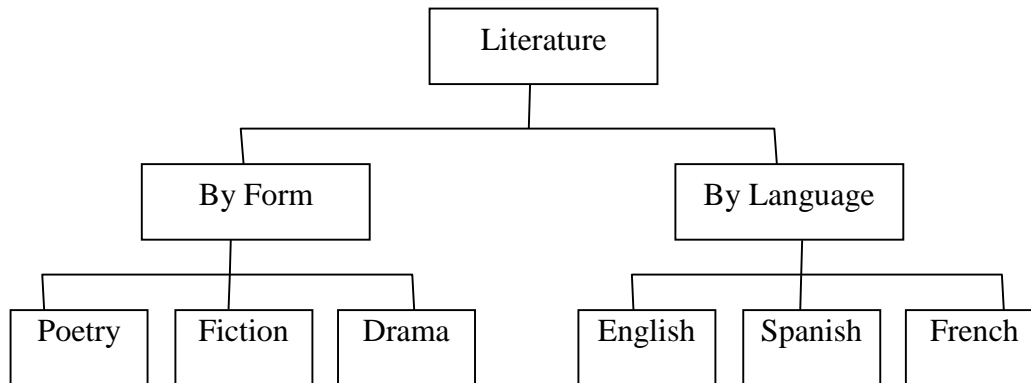 Literature
By Form
By Language
Poetry
Fiction
Drama
English
Spanish
French